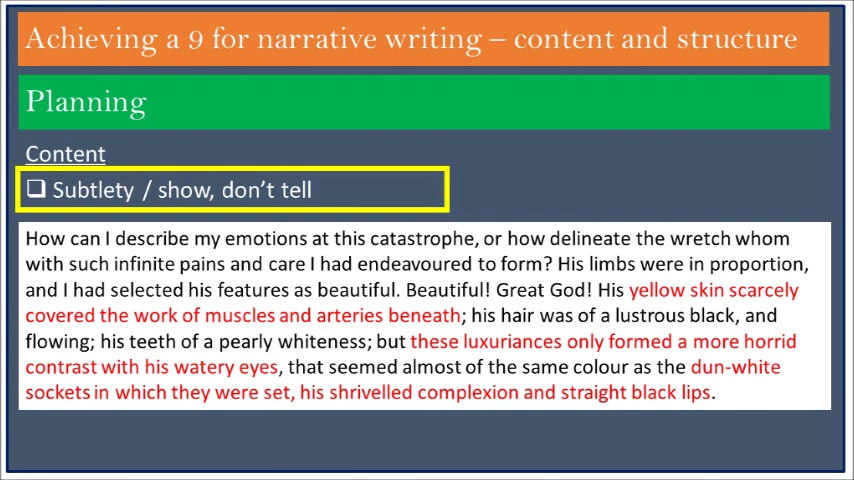 Achieving a 9 for narrative writing – content and structure
Planning
Content
❑ Subtlety / show, don’t tell
How can I describe my emotions at this catastrophe, or how delineate the wretch whom
with such infinite pains and care I had endeavoured to form? His limbs were in proportion,
and I had selected his features as beautiful. Beautiful! Great God! His yellow skin scarcely
covered the work of muscles and arteries beneath; his hair was of a lustrous black, and
flowing; his teeth of a pearly whiteness; but these luxuriances only formed a more horrid
contrast with his watery eyes, that seemed almost of the same colour as the dun-white
sockets in which they were set, his shrivelled complexion and straight black lips.